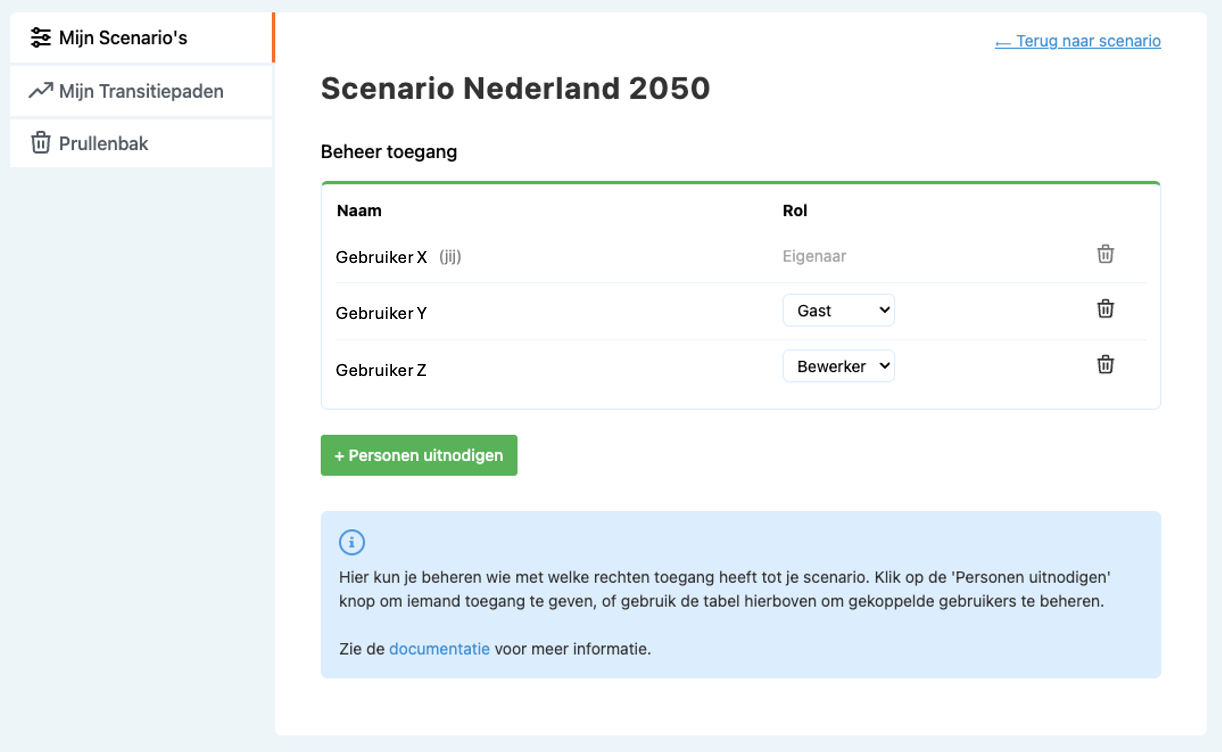 Mijn Scenario's
Mijn Transitiepaden
Prullenbak
← Terug naar scenario
Scenario Nederland 2050
Beheer toegang
Naam Rol
Gebruiker X (jij) Eigenaar
Gebruiker Y Gast
Gebruiker Z Bewerker
+ Personen uitnodigen
Hier kun je beheren wie met welke rechten toegang heeft tot je scenario. Klik op de 'Personen uitnodigen'
knop om iemand toegang te geven, of gebruik de tabel hierboven om gekoppelde gebruikers te beheren.
Zie de documentatie voor meer informatie.